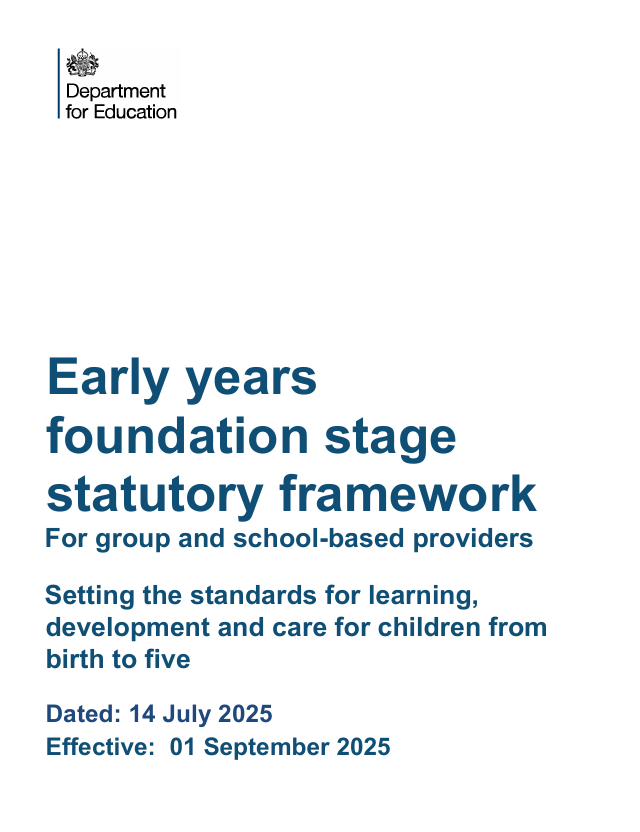 Department
for Education
Early years
foundation stage
statutory framework
For group and school-based providers
Setting the standards for learning,
development and care for children from
birth to five
Dated: 14 July 2025
Effective:  01 September 2025